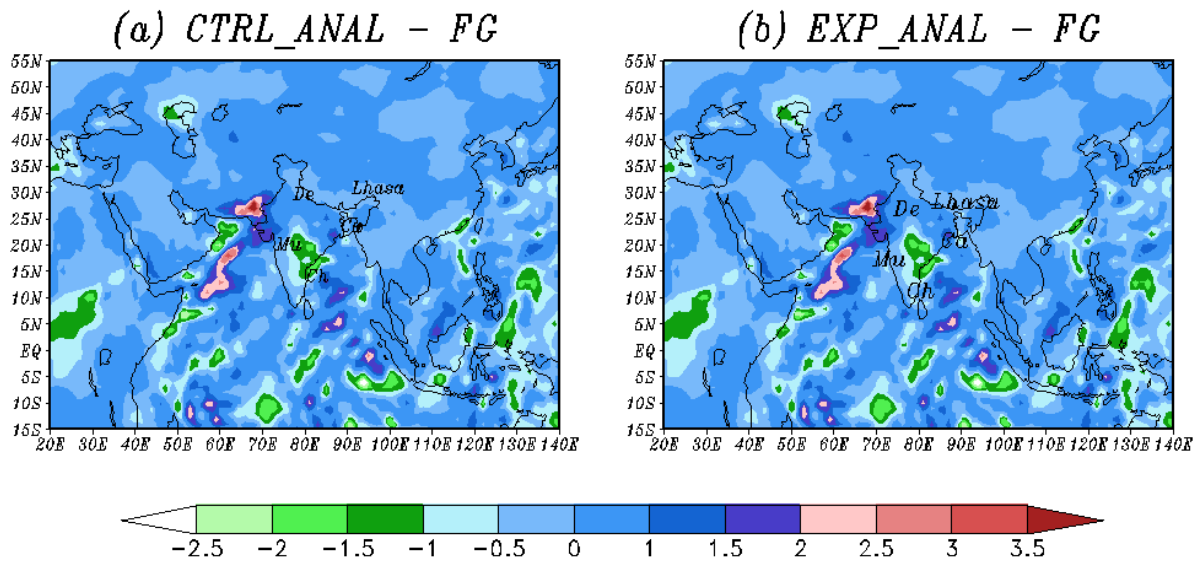 (a) CTRL_ANAL - FG
(b) EXP_ANAL - FG
55N
50N
45N
40N
35N
30N
25N
20N
15N
10N
5N
EQ
5S
10S
15S
20E 30E 40E 50E 60E 70E 80E 90E 100E 110E 120E 130E 140E
De
Lhasa
Ca
Mu
Ch
55N
50N
45N
40N
35N
30N
25N
20N
15N
10N
5N
EQ
5S
10S
15S
20E 30E 40E 50E 60E 70E 80E 90E 100E 110E 120E 130E 140E
De
Lhasa
Ca
Mu
Ch
-2.5 -2 -1.5 -1 -0.5 0 1 1.5 2 2.5 3 3.5